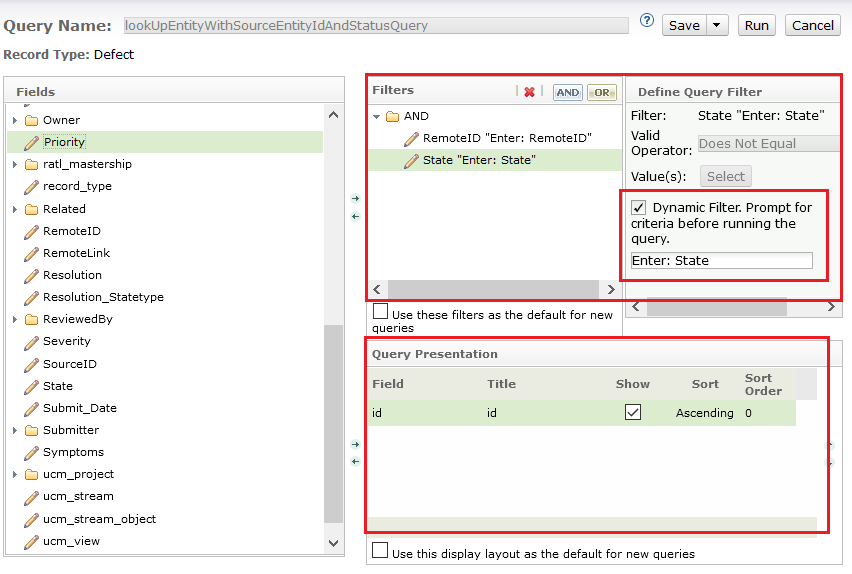 Query Name: lookUpEntityWithSourceEntityIdAndStatusQuery ? Save Run Cancel
Record Type: Defect
Fields
Owner
Priority
ratl_mastership
record_type
Related
RemoteID
RemoteLink
Resolution
Resolution_Statetype
ReviewedBy
Severity
SourceID
State
Submit_Date
Submitter
Symptoms
ucm_project
ucm_stream
ucm_stream_object
ucm_view
Filters AND OR
AND
RemoteID "Enter: RemoteID"
State "Enter: State"
Use these filters as the default for new
queries
Define Query Filter
Filter: State "Enter: State"
Valid
Operator: Does Not Equal
Value(s): Select
Dynamic Filter. Prompt for
criteria before running the
query.
Enter: State
Query Presentation
Field Title Show Sort Sort
Order
id id Ascending 0
Use this display layout as the default for new queries